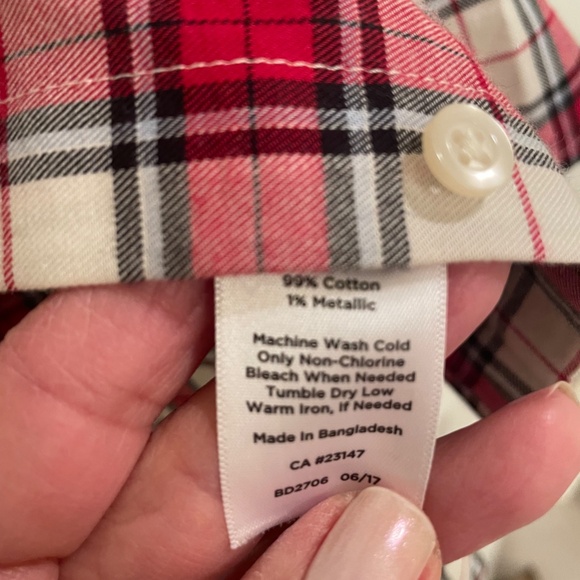 99% Cotton
1% Metallic
Machine Wash Cold
Only Non-Chlorine
Bleach When Needed
Tumble Dry Low
Warm Iron, If Needed
Made In Bangladesh
CA #23147
BD2706 06/17